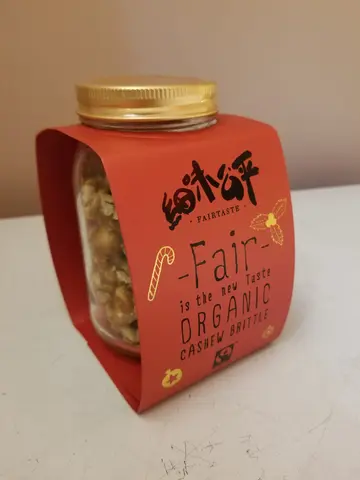 細味公平
- FAIRTASTE -
- Fair -
is the new Taste
ORGANIC
CASHEW BRITTLE